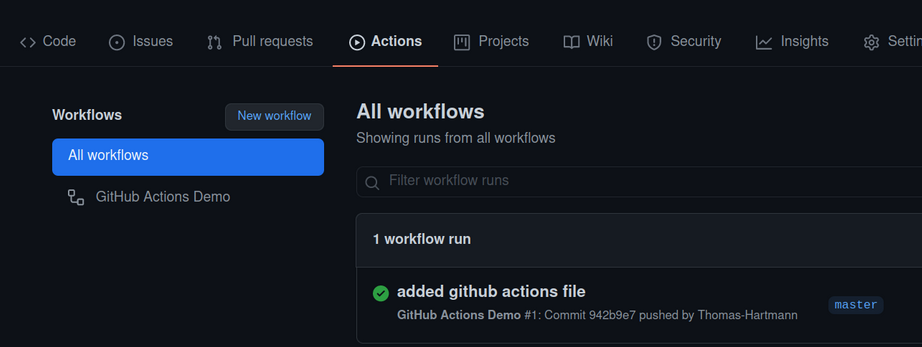 Code Issues Pull requests Actions Projects Wiki Security Insights Settin
Workflows New workflow
All workflows
GitHub Actions Demo
All workflows
Showing runs from all workflows
Filter workflow runs
1 workflow run
added github actions file
GitHub Actions Demo #1: Commit 942b9e7 pushed by Thomas-Hartmann
master